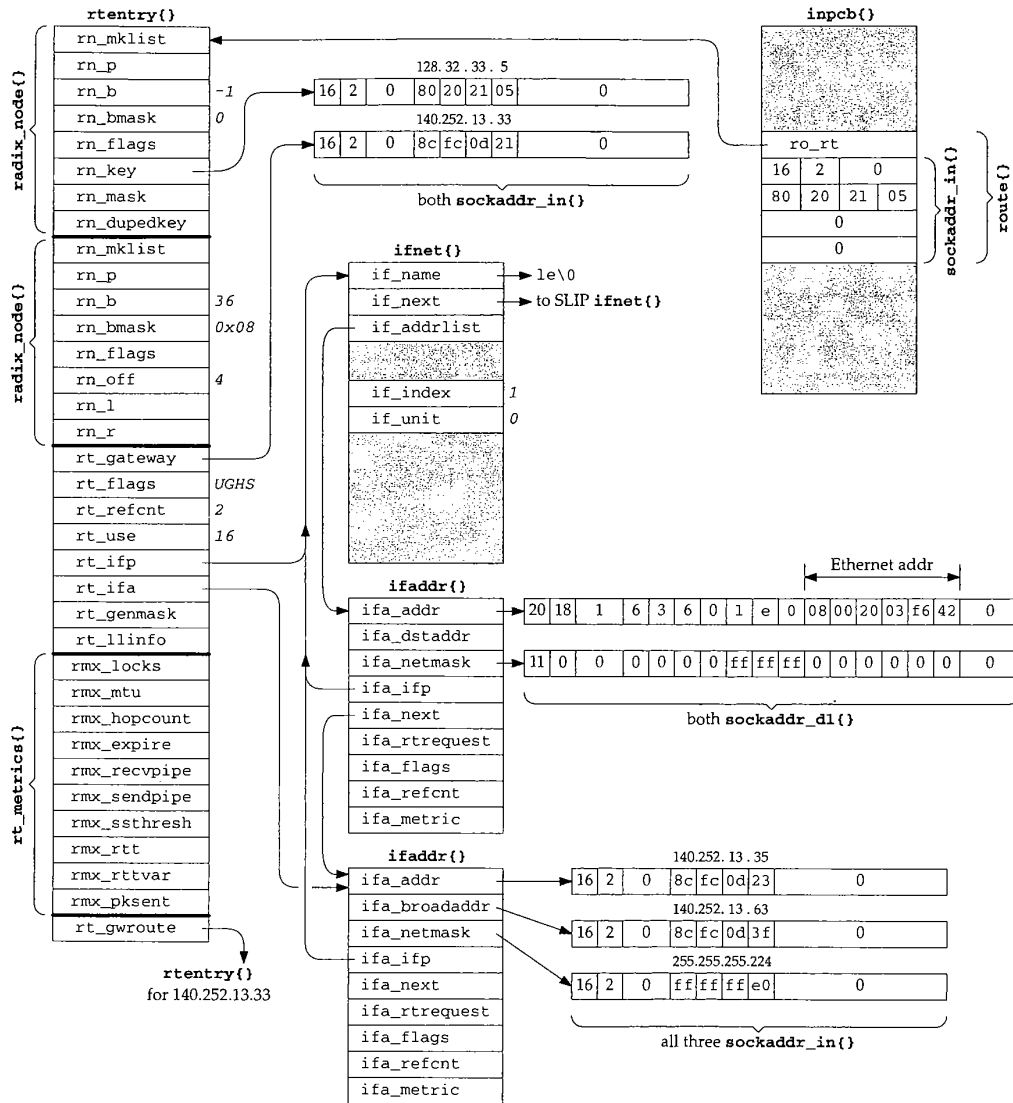 rtentry{}
rn_mklist
rn_p
rn_b -1
rn_bmask 0
rn_flags
rn_key
rn_mask
rn_dupedkey
radix_node{}
rn_mklist
rn_p
rn_b 36
rn_bmask 0x08
rn_flags
rn_off 4
rn_l
rn_r
radix_node{}
rt_gateway
rt_flags UGHS
rt_refcnt 2
rt_use 16
rt_ifp
rt_ifa
rt_genmask
rt_llinfo
rmx_locks
rmx_mtu
rmx_hopcount
rmx_expire
rmx_recvpipe
rmx_sendpipe
rmx_ssthresh
rmx_rtt
rmx_rttvar
rmx_pksent
rt_metrics{}
rt_gwroute
rtentry{}
for 140.252.13.33
128.32.33.5
16 2 0 80 20 21 05 0
140.252.13.33
16 2 0 8c fc 0d 21 0
both sockaddr_in{}
inpcb{}
ro_rt
16 2 0
80 20 21 05
0
0
sockaddr_in{}
route{}
ifnet{}
if_name le\0
if_next to SLIP ifnet{}
if_addrlist
if_index 1
if_unit 0
ifaddr{}
ifa_addr
ifa_dstaddr
ifa_netmask
ifa_ifp
ifa_next
ifa_rtrequest
ifa_flags
ifa_refcnt
ifa_metric
Ethernet addr
20 18 1 6 3 6 0 l e 0 08 00 20 03 f6 42 0
11 0 0 0 0 0 0 ff ff ff 0 0 0 0 0 0 0
both sockaddr_dl{}
ifaddr{}
ifa_addr
ifa_broadaddr
ifa_netmask
ifa_ifp
ifa_next
ifa_rtrequest
ifa_flags
ifa_refcnt
ifa_metric
140.252.13.35
16 2 0 8c fc 0d 23 0
140.252.13.63
16 2 0 8c fc 0d 3f 0
255.255.255.224
16 2 0 ff ff ff e0 0
all three sockaddr_in{}